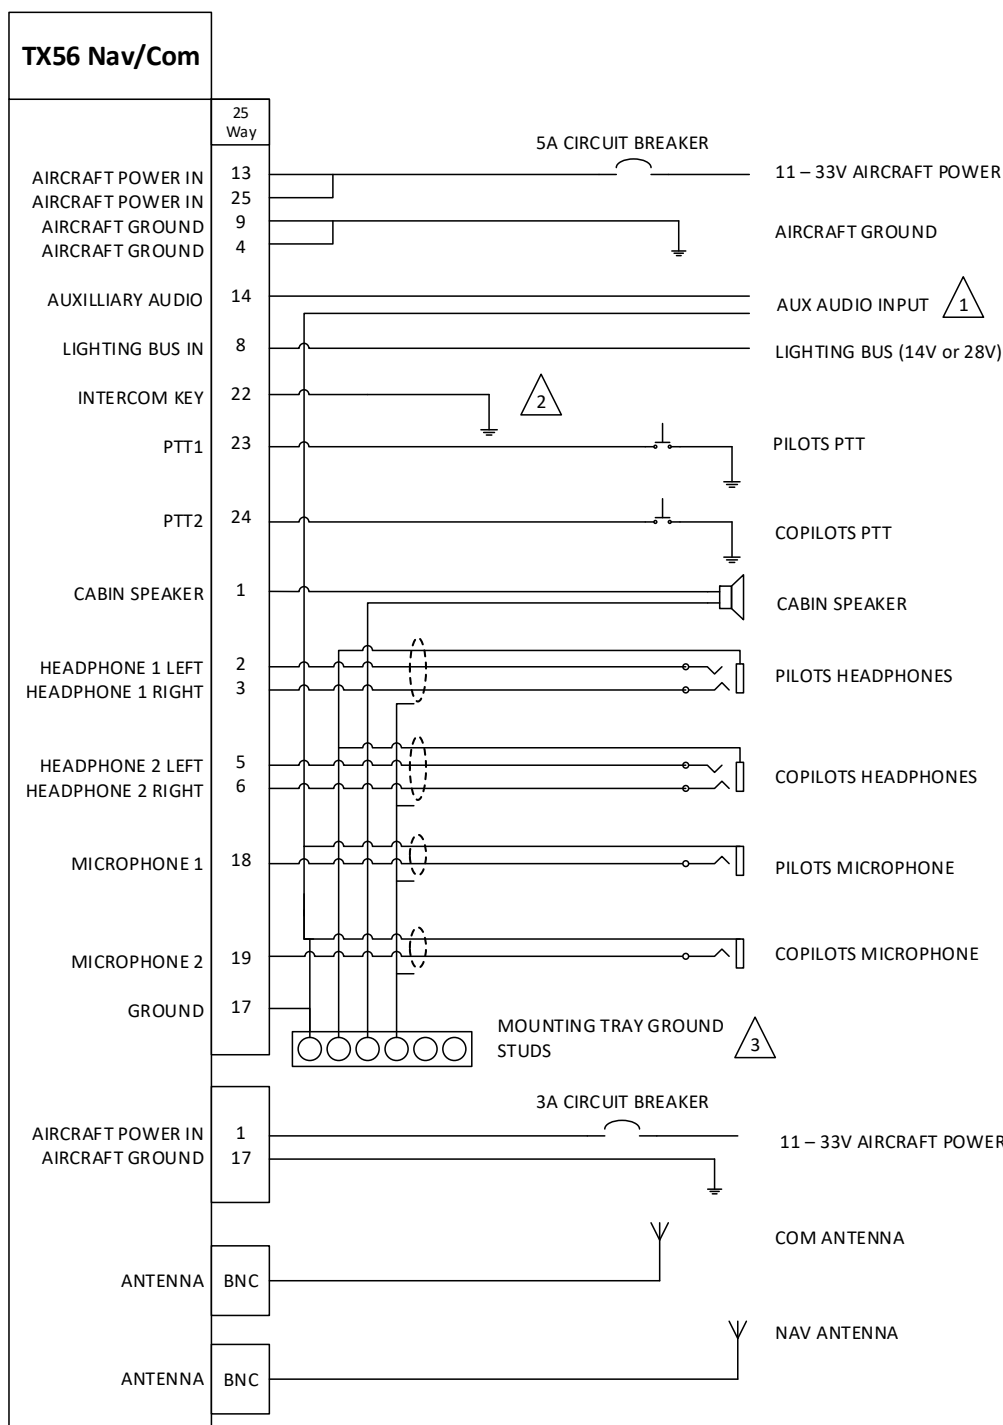 TX56 Nav/Com
25
Way
5A CIRCUIT BREAKER
AIRCRAFT POWER IN 13 11 – 33V AIRCRAFT POWER
AIRCRAFT POWER IN 25
AIRCRAFT GROUND 9 AIRCRAFT GROUND
AIRCRAFT GROUND 4
AUXILLIARY AUDIO 14 AUX AUDIO INPUT 1
LIGHTING BUS IN 8 LIGHTING BUS (14V or 28V)
INTERCOM KEY 22 2
PTT1 23 PILOTS PTT
PTT2 24 COPILOTS PTT
CABIN SPEAKER 1 CABIN SPEAKER
HEADPHONE 1 LEFT 2 PILOTS HEADPHONES
HEADPHONE 1 RIGHT 3
HEADPHONE 2 LEFT 5 COPILOTS HEADPHONES
HEADPHONE 2 RIGHT 6
MICROPHONE 1 18 PILOTS MICROPHONE
MICROPHONE 2 19 COPILOTS MICROPHONE
GROUND 17
MOUNTING TRAY GROUND
STUDS 3
3A CIRCUIT BREAKER
AIRCRAFT POWER IN 1 11 – 33V AIRCRAFT POWER
AIRCRAFT GROUND 17
COM ANTENNA
ANTENNA BNC
NAV ANTENNA
ANTENNA BNC